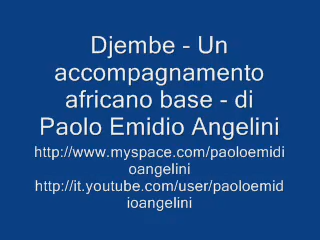 Djembe - Un
accompagnamento
africano base - di
Paolo Emidio Angelini
http://www.myspace.com/paoloemidi
oangelini
http://it.youtube.com/user/paoloemid
ioangelini